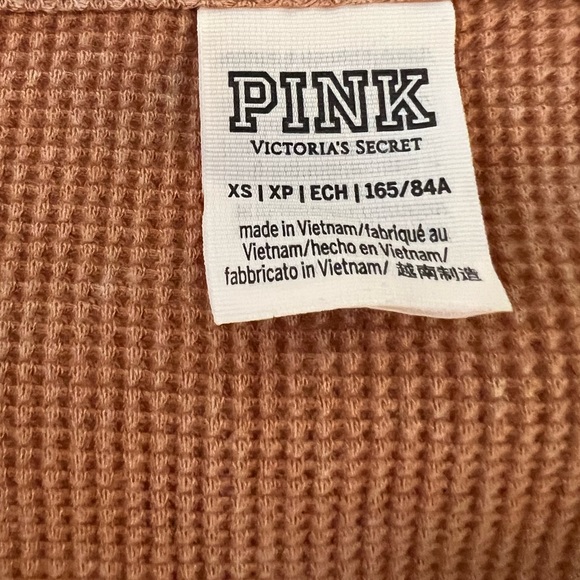 PINK
VICTORIA'S SECRET
XS | XP | ECH | 165/84A
made in Vietnam/fabriqué au
Vietnam/hecho en Vietnam/
fabbricato in Vietnam/ 越南制造